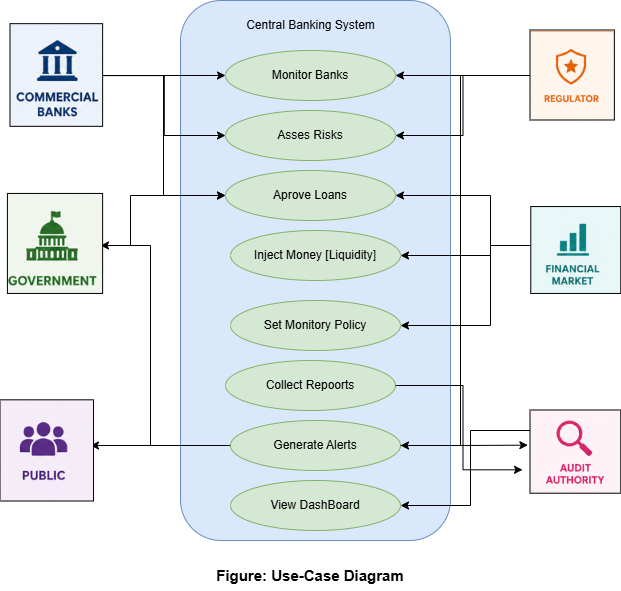 Central Banking System
COMMERCIAL
BANKS
Monitor Banks
REGULATOR
Asses Risks
Aprove Loans
GOVERNMENT
Inject Money [Liquidity]
FINANCIAL
MARKET
Set Monitory Policy
Collect Repoorts
PUBLIC
Generate Alerts
AUDIT
AUTHORITY
View DashBoard
Figure: Use-Case Diagram